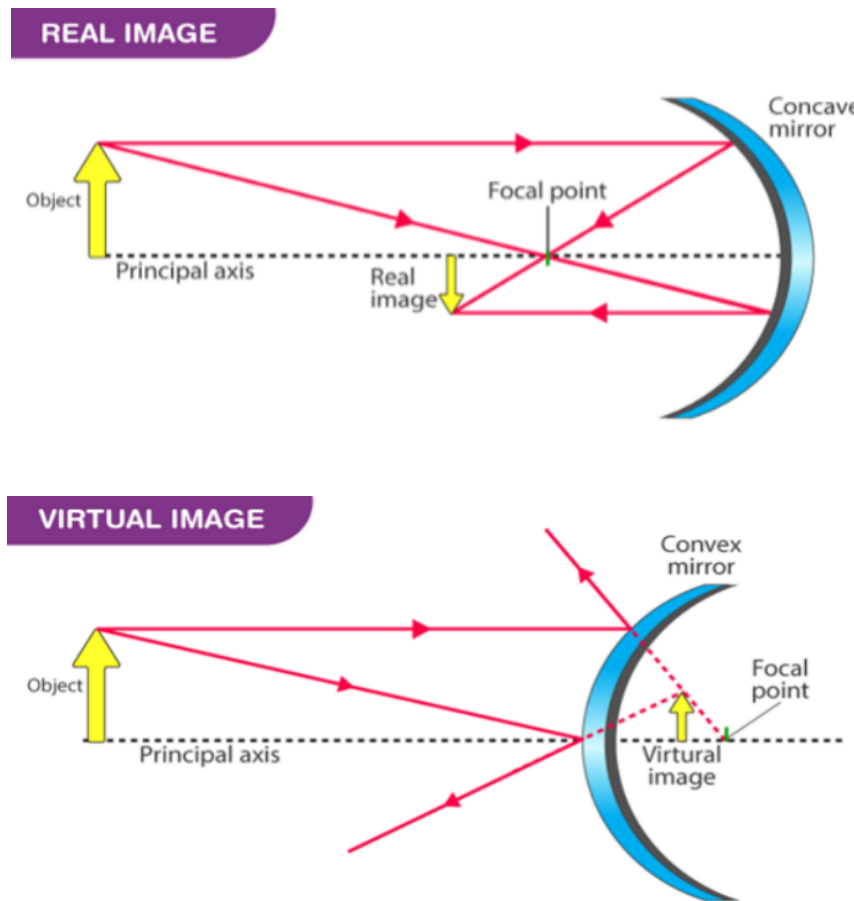 REAL IMAGE
Concave
mirror
Object
Focal point
Principal axis
Real
image
VIRTUAL IMAGE
Convex
mirror
Object
Focal
point
Principal axis
Virtural
image